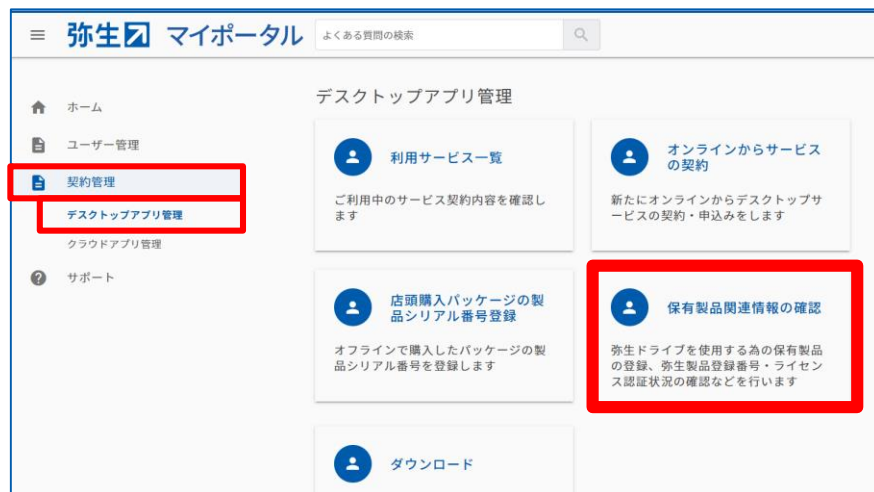 弥生 マイポータル
よくある質問の検索
ホーム
ユーザー管理
契約管理
デスクトップアプリ管理
クラウドアプリ管理
サポート
デスクトップアプリ管理
利用サービス一覧
ご利用中のサービス契約内容を確認し
ます
オンラインからサービス
の契約
新たにオンラインからデスクトップサ
ービスの契約・申込みをします
店頭購入パッケージの製
品シリアル番号登録
オフラインで購入したパッケージの製
品シリアル番号を登録します
保有製品関連情報の確認
弥生ドライブを使用する為の保有製品
の登録、弥生製品登録番号・ライセン
ス認証状況の確認などを行います
ダウンロード